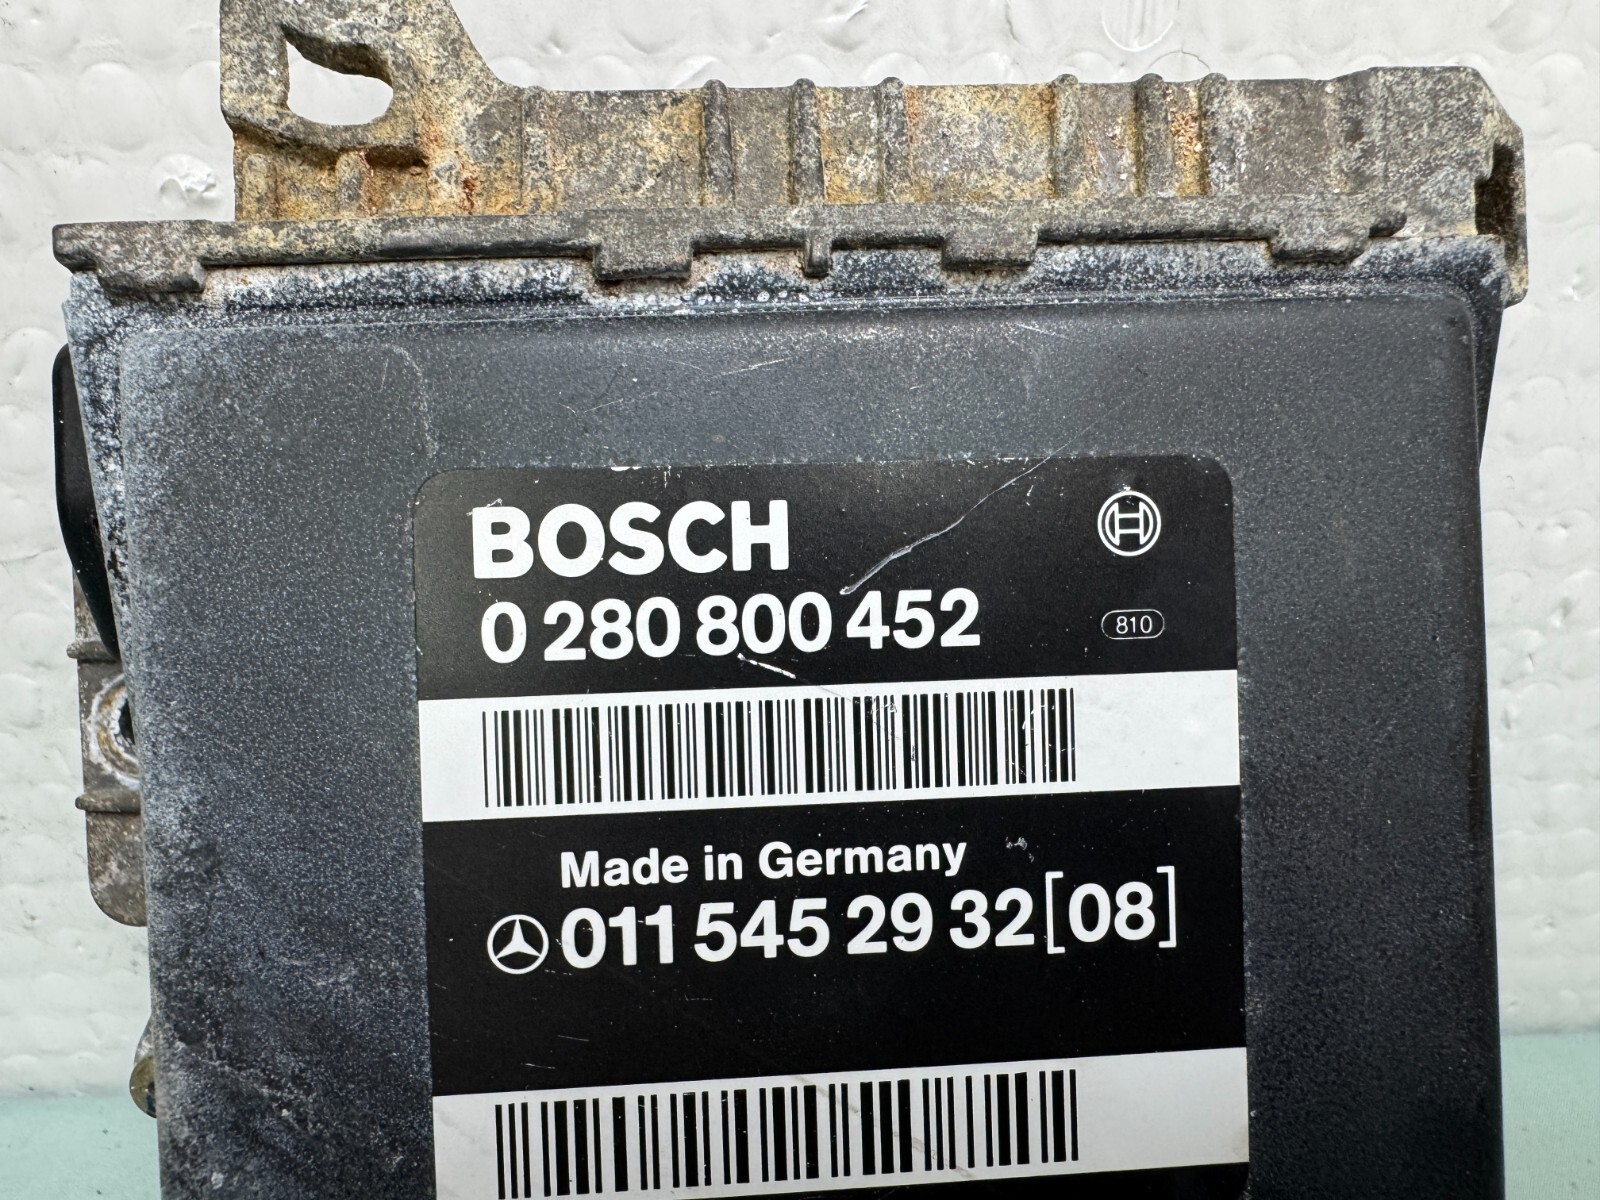 BOSCH
0 280 800 452
810
Made in Germany
011 545 29 32 [08]